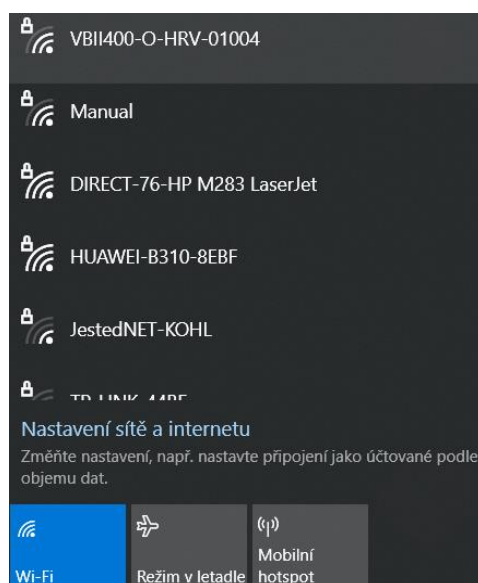 VBII400-O-HRV-01004
Manual
DIRECT-76-HP M283 LaserJet
HUAWEI-B310-8EBF
JestedNET-KOHL
Nastavení sítě a internetu
Změňte nastavení, např. nastavte připojení jako účtované podle
objemu dat.
Mobilní
Wi-Fi Režim v letadle hotspot